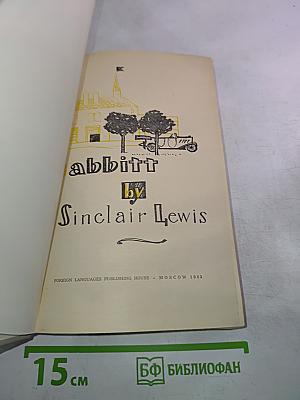 abbitt
by
Sinclair Lewis
FOREIGN LANGUAGES PUBLISHING HOUSE – MOSCOW
15 см
БФ БИБЛИОФАН